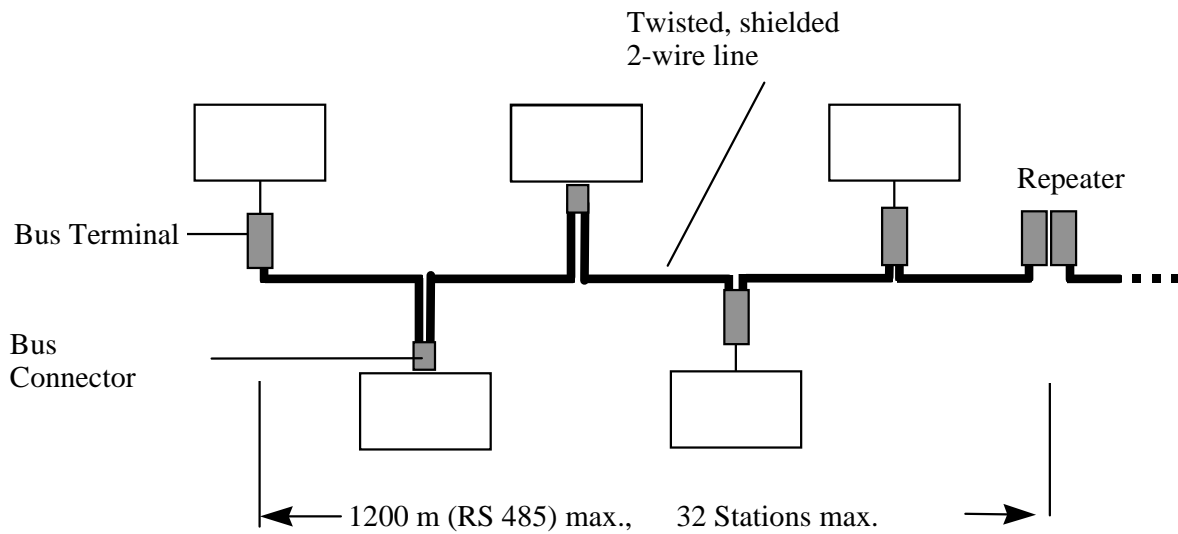 Twisted, shielded
2-wire line
Repeater
Bus Terminal
Bus
Connector
1200 m (RS 485) max., 32 Stations max.